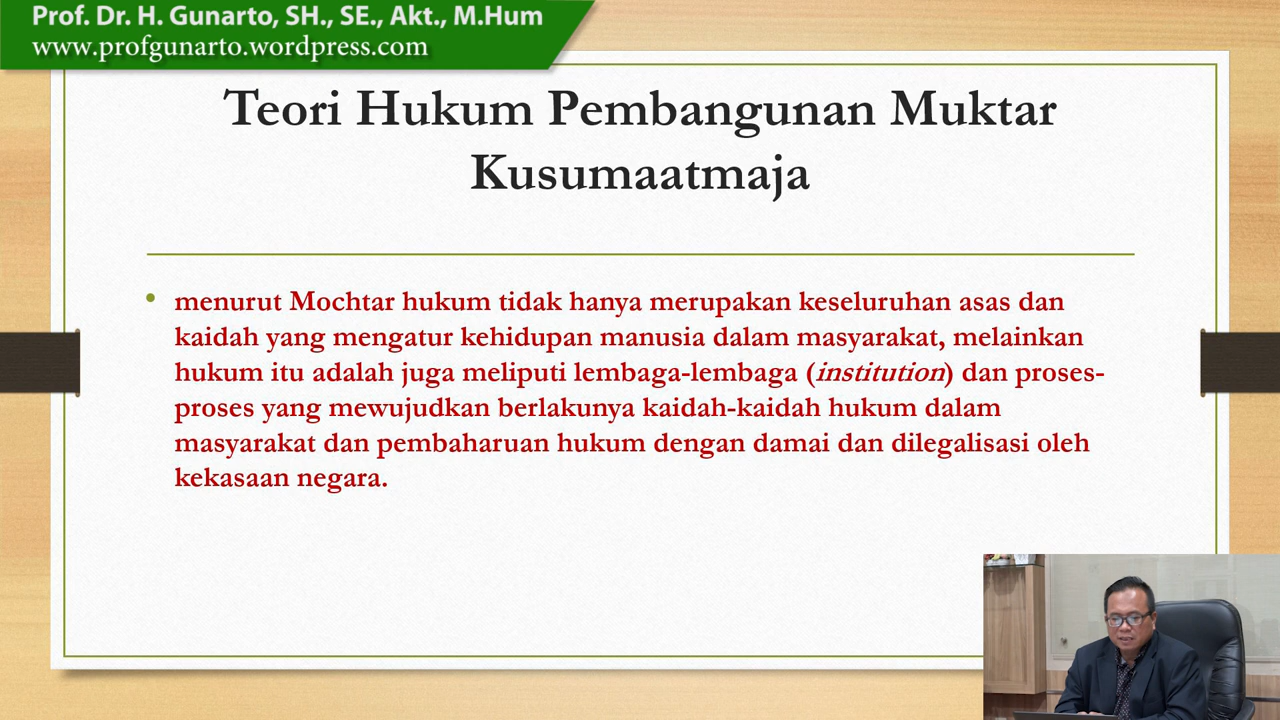 Prof. Dr. H. Gunarto, SH., SE., Akt., M.Hum
www.profgunarto.wordpress.com
Teori Hukum Pembangunan Muktar
Kusumaatmaja
• menurut Mochtar hukum tidak hanya merupakan keseluruhan asas dan
kaidah yang mengatur kehidupan manusia dalam masyarakat, melainkan
hukum itu adalah juga meliputi lembaga-lembaga (institution) dan proses-
proses yang mewujudkan berlakunya kaidah-kaidah hukum dalam
masyarakat dan pembaharuan hukum dengan damai dan dilegalisasi oleh
kekasaan negara.